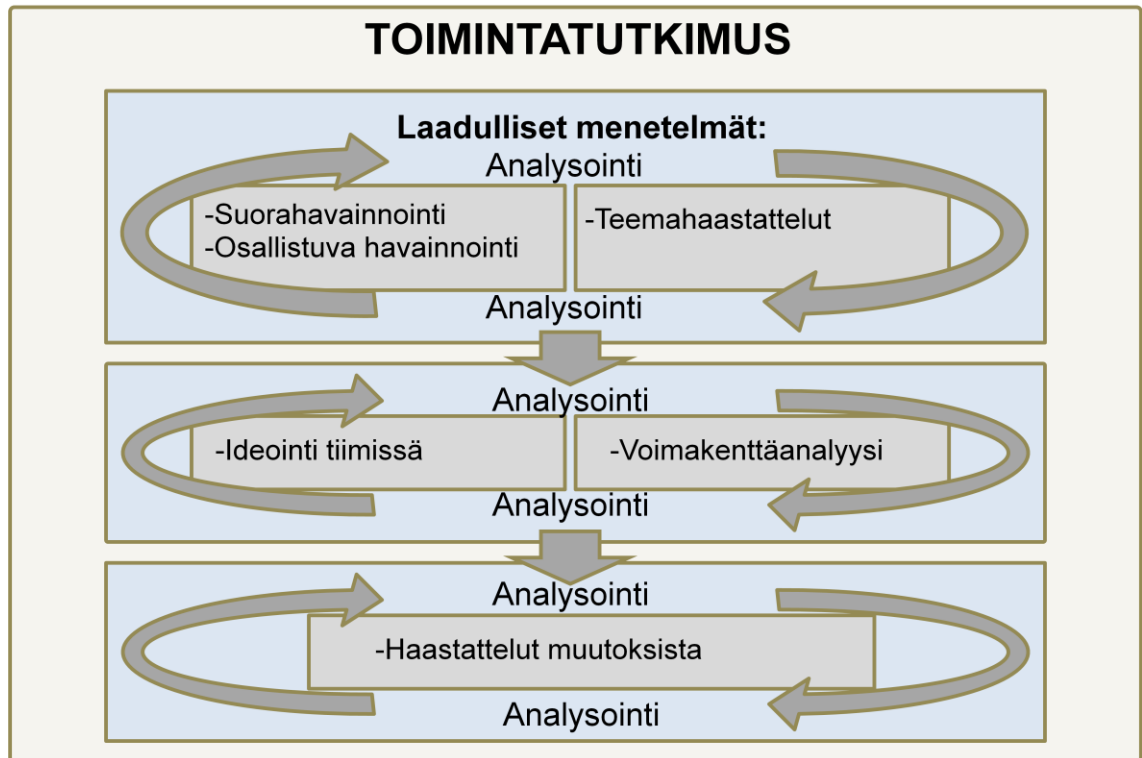 TOIMINTATUTKIMUS
Laadulliset menetelmät:
Analysointi
-Suorahavainnointi
-Osallistuva havainnointi
-Teemahaastattelut
Analysointi
Analysointi
-Ideointi tiimissä
-Voimakenttäanalyysi
Analysointi
Analysointi
-Haastattelut muutoksista
Analysointi